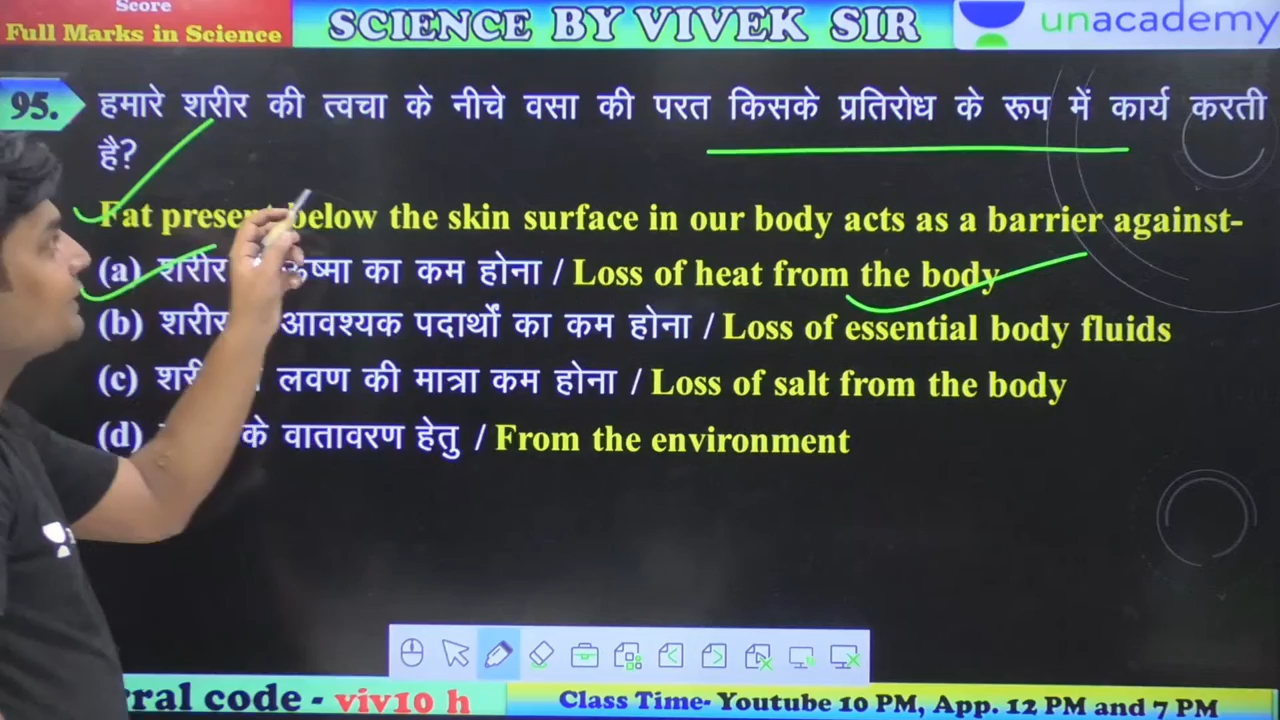 Score
Full Marks in Science
SCIENCE BY VIVEK SIR
unacademy
95. हमारे शरीर की त्वचा के नीचे वसा की परत किसके प्रतिरोध के रूप में कार्य करती
है?
Fat present below the skin surface in our body acts as a barrier against-
(a) शरीर ऊष्मा का कम होना / Loss of heat from the body
(b) शरीर आवश्यक पदार्थों का कम होना / Loss of essential body fluids
(c) लवण की मात्रा कम होना / Loss of salt from the body
(d) के वातावरण हेतु / From the environment
rral code - viv10 h
Class Time- Youtube 10 PM, App. 12 PM and 7 PM